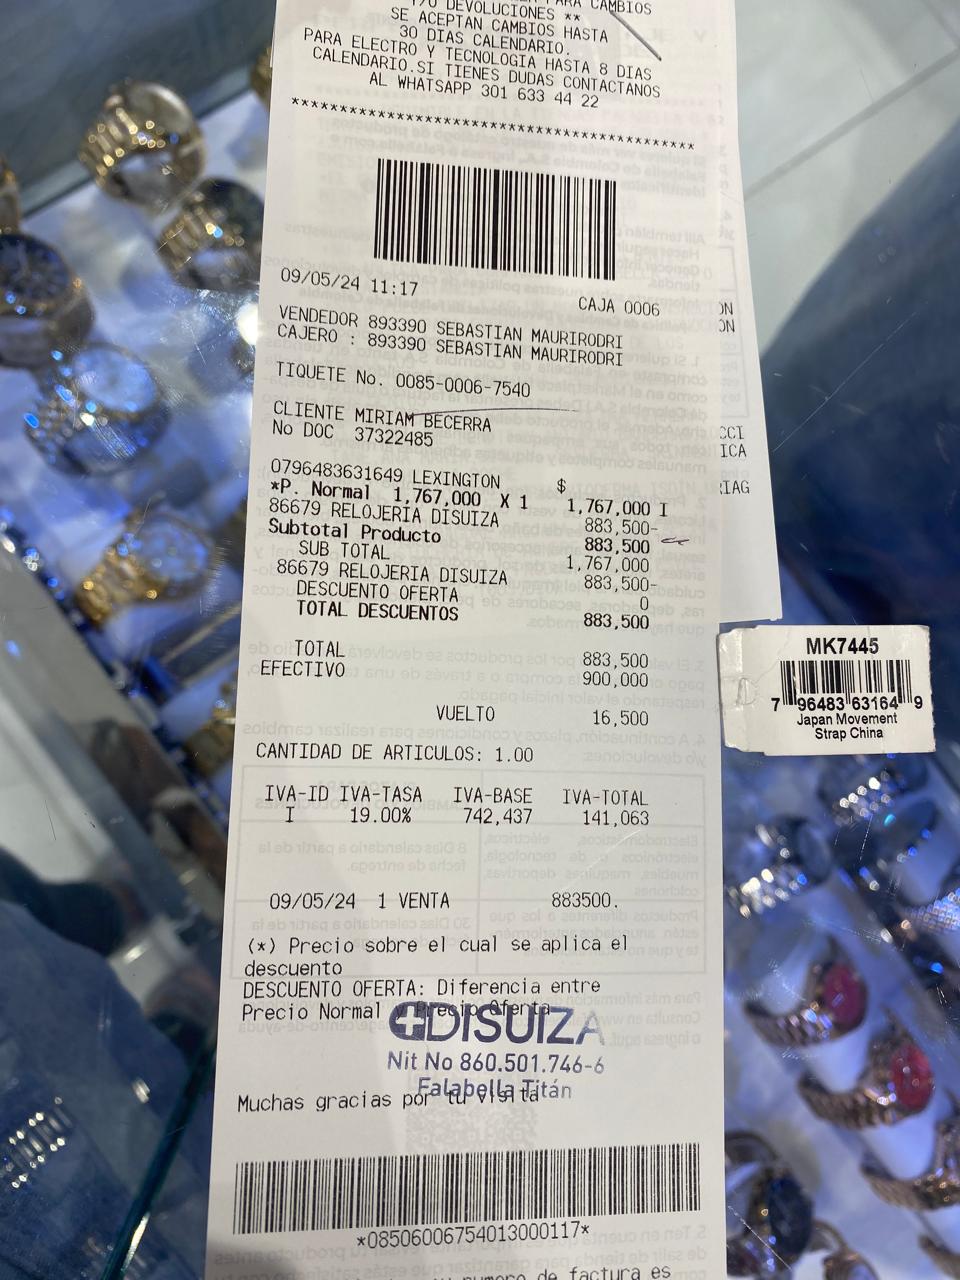 PARA CAMBIOS
Y/O DEVOLUCIONES **
SE ACEPTAN CAMBIOS HASTA
30 DIAS CALENDARIO.
PARA ELECTRO Y TECNOLOGIA HASTA 8 DIAS
CALENDARIO.SI TIENES DUDAS CONTACTANOS
AL WHATSAPP 301 633 44 22
09/05/24 11:17 CAJA 0006
VENDEDOR 893390 SEBASTIAN MAURIRODRI
CAJERO : 893390 SEBASTIAN MAURIRODRI
TIQUETE No. 0085-0006-7540
CLIENTE MIRIAM BECERRA
No DOC 37322485
0796483631649 LEXINGTON $
*P. Normal 1,767,000 X 1 1,767,000 I
86679 RELOJERIA DISUIZA 883,500-
Subtotal Producto 883,500
SUB TOTAL 1,767,000
86679 RELOJERIA DISUIZA 883,500-
DESCUENTO OFERTA 0
TOTAL DESCUENTOS 883,500
TOTAL 883,500
EFECTIVO 900,000
VUELTO 16,500
CANTIDAD DE ARTICULOS: 1.00
IVA-ID IVA-TASA IVA-BASE IVA-TOTAL
I 19.00% 742,437 141,063
09/05/24 1 VENTA 883500.
(*) Precio sobre el cual se aplica el
descuento
DESCUENTO OFERTA: Diferencia entre
Precio Normal y Precio Oferta
DISUIZA
Nit No 860.501.746-6
Falabella Titán
Muchas gracias por tu visita
*08506006754013000117*
numero de factura es
MK7445
7 96483 63164 9
Japan Movement
Strap China